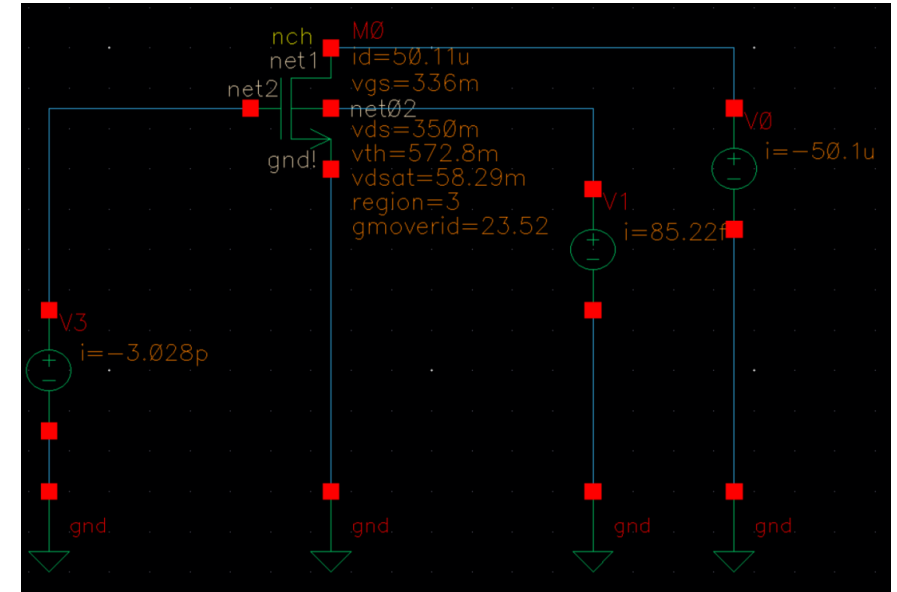 nch
M0
net1
id=50.11u
vgs=336m
net2
net02
vds=350m
gnd!
vth=572.8m
vdsat=58.29m
region=3
gmoverid=23.52
V0
i=-50.1u
V1
i=85.22f
V3
i=-3.028p
gnd
gnd
gnd
gnd